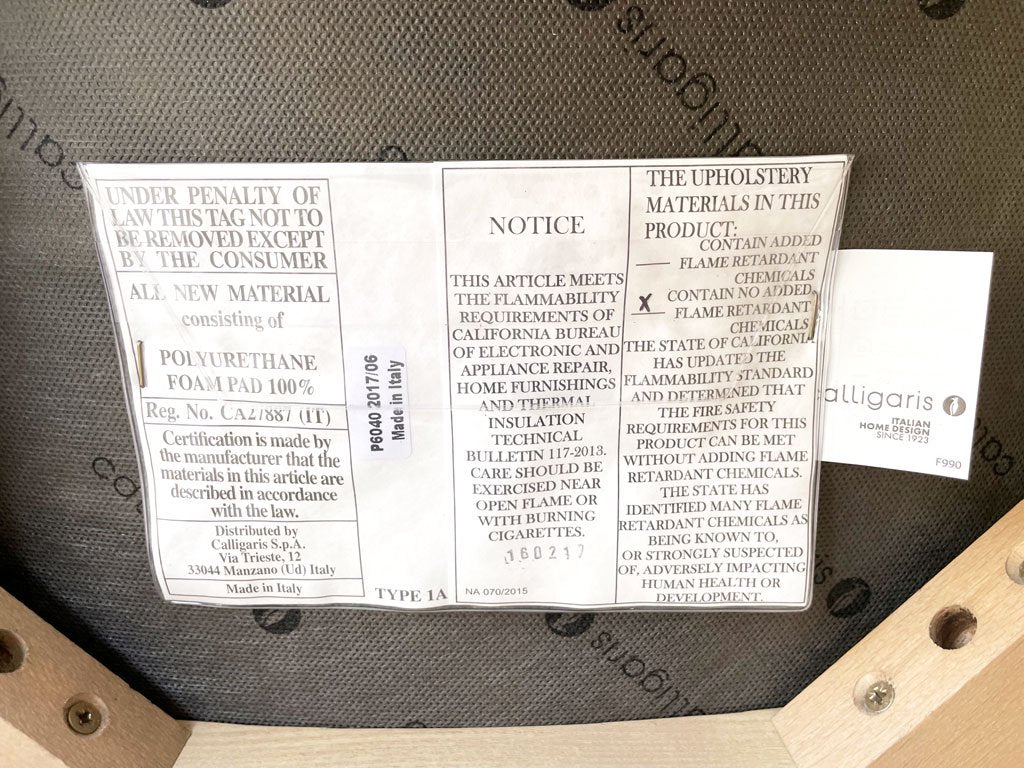 calligaris
calligaris
calligaris
UNDER PENALTY OF
LAW THIS TAG NOT TO
BE REMOVED EXCEPT
BY THE CONSUMER
ALL NEW MATERIAL
consisting of
POLYURETHANE
FOAM PAD 100%
Reg. No. CA27887 (IT)
Certification is made by
the manufacturer that the
materials in this article are
described in accordance
with the law.
Distributed by
Calligaris S.p.A.
Via Trieste, 12
33044 Manzano (Ud) Italy
Made in Italy
P6040 2017/06
Made in Italy
TYPE 1A
NOTICE
THIS ARTICLE MEETS
THE FLAMMABILITY
REQUIREMENTS OF
CALIFORNIA BUREAU
OF ELECTRONIC AND
APPLIANCE REPAIR,
HOME FURNISHINGS
AND THERMAL
INSULATION
TECHNICAL
BULLETIN 117-2013.
CARE SHOULD BE
EXERCISED NEAR
OPEN FLAME OR
WITH BURNING
CIGARETTES.
160217
NA 070/2015
THE UPHOLSTERY
MATERIALS IN THIS
PRODUCT:
CONTAIN ADDED
FLAME RETARDANT
CHEMICALS
X CONTAIN NO ADDED
FLAME RETARDANT
CHEMICALS
THE STATE OF CALIFORNIA
HAS UPDATED THE
FLAMMABILITY STANDARD
AND DETERMINED THAT
THE FIRE SAFETY
REQUIREMENTS FOR THIS
PRODUCT CAN BE MET
WITHOUT ADDING FLAME
RETARDANT CHEMICALS.
THE STATE HAS
IDENTIFIED MANY FLAME
RETARDANT CHEMICALS AS
BEING KNOWN TO,
OR STRONGLY SUSPECTED
OF, ADVERSELY IMPACTING
HUMAN HEALTH OR
DEVELOPMENT.
alligaris
ITALIAN
HOME DESIGN
SINCE 1923
F990
calligaris